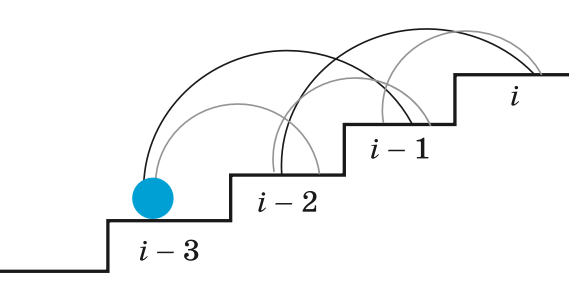 i
i – 1
i – 2
i – 3